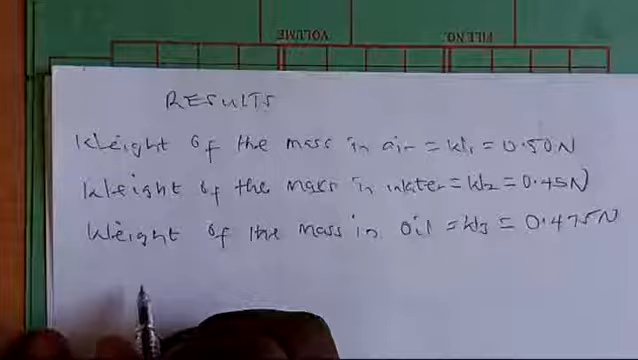 VOLUME
FILE NO.
RESULTS
Weight of the mass in air = W₁ = 0.50N
Weight of the mass in water = W₂ = 0.45N
Weight of the mass in oil = W₃ = 0.475N